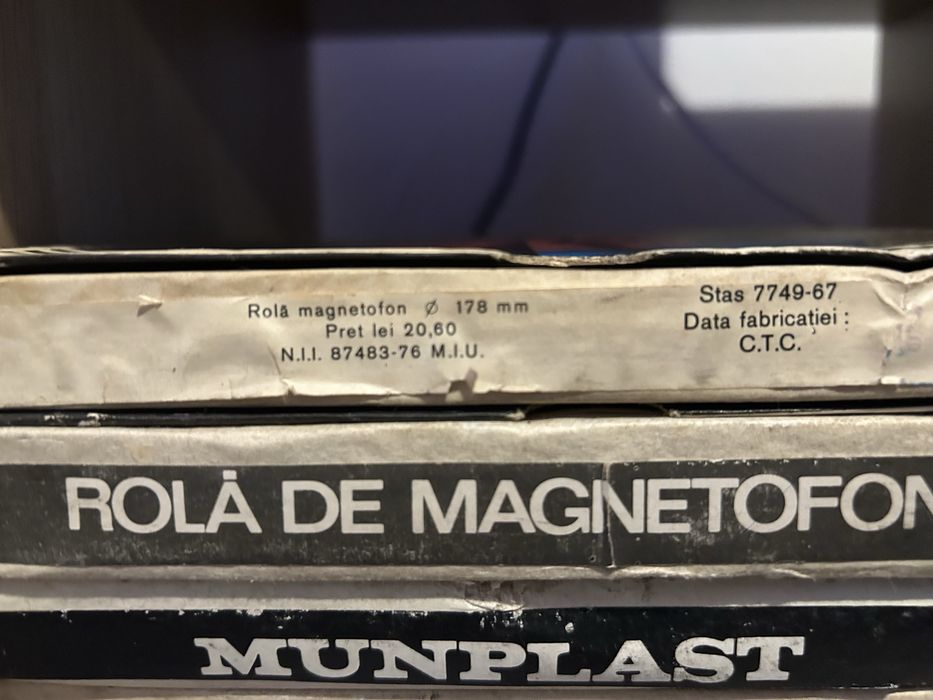 Rolă magnetofon Ø 178 mm
Pret lei 20,60
N.I.I. 87483-76 M.I.U.
Stas 7749-67
Data fabricației :
C.T.C.
ROLĂ DE MAGNETOFON
MUNPLAST